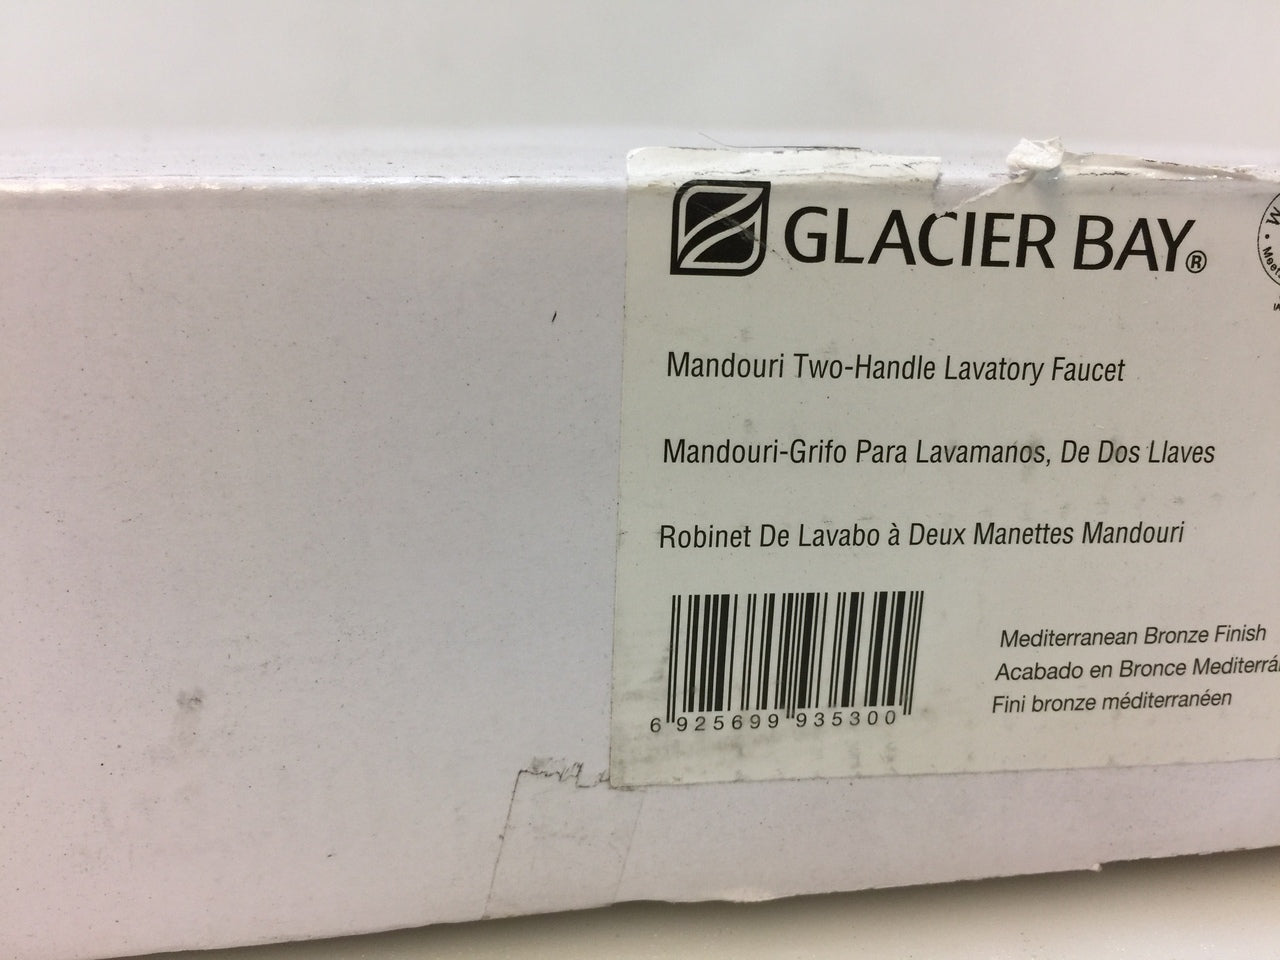 GLACIER BAY®
Mandouri Two-Handle Lavatory Faucet
Mandouri-Grifo Para Lavamanos, De Dos Llaves
Robinet De Lavabo à Deux Manettes Mandouri
6 925699 935300
Mediterranean Bronze Finish
Acabado en Bronce
Fini bronze méditerranéen